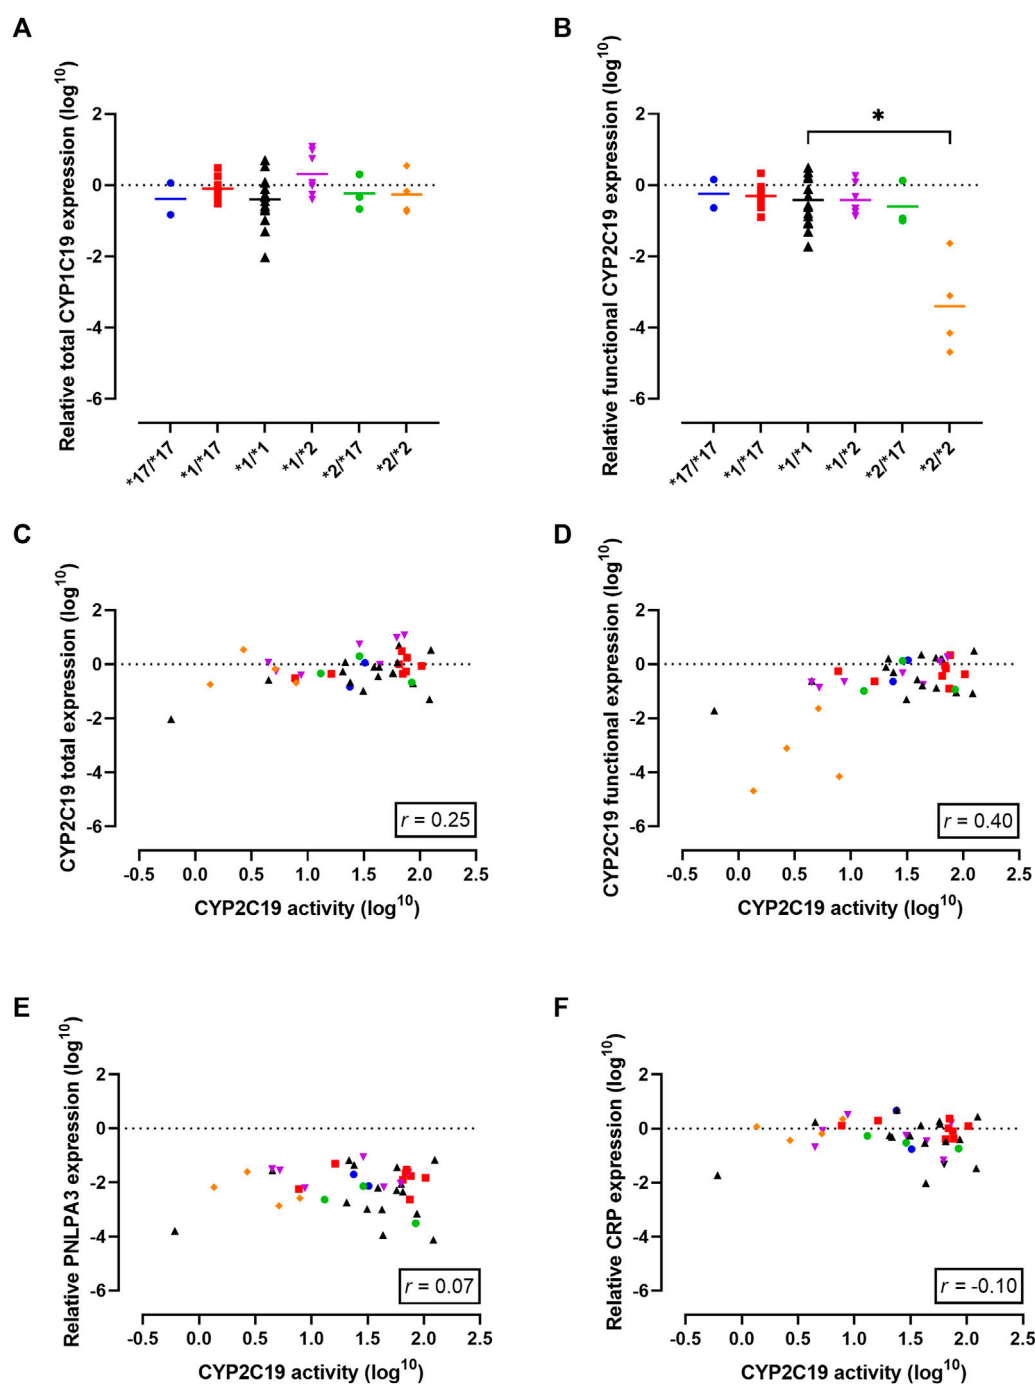 A
Relative total CYP1C19 expression (log10)
2
0
-2
-4
-6
*17/*17
*1/*17
*1/*1
*1/*2
*2/*17
*2/*2
B
Relative functional CYP2C19 expression (log10)
*
2
0
-2
-4
-6
*17/*17
*1/*17
*1/*1
*1/*2
*2/*17
*2/*2
C
CYP2C19 total expression (log10)
2
0
-2
-4
-6
r = 0.25
-0.5 0.0 0.5 1.0 1.5 2.0 2.5
CYP2C19 activity (log10)
D
CYP2C19 functional expression (log10)
2
0
-2
-4
-6
r = 0.40
-0.5 0.0 0.5 1.0 1.5 2.0 2.5
CYP2C19 activity (log10)
E
Relative PNLPA3 expression (log10)
2
0
-2
-4
-6
r = 0.07
-0.5 0.0 0.5 1.0 1.5 2.0 2.5
CYP2C19 activity (log10)
F
Relative CRP expression (log10)
2
0
-2
-4
-6
r = -0.10
-0.5 0.0 0.5 1.0 1.5 2.0 2.5
CYP2C19 activity (log10)